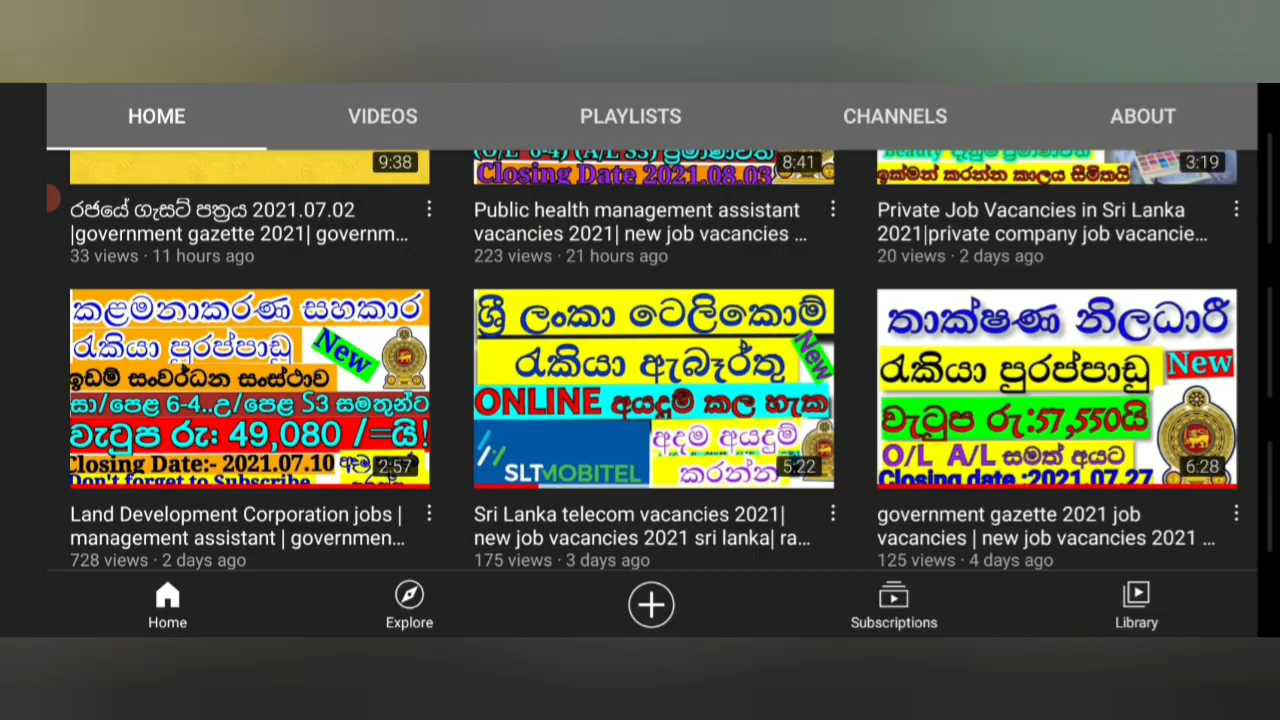 HOME VIDEOS PLAYLISTS CHANNELS ABOUT
9:38
8:41
Closing Date 2021.08.03
3:19
ඉක්මන් කරන්න කාලය සීමිතයි
රජයේ ගැසට් පත්‍රය 2021.07.02
|government gazette 2021| governm...
33 views · 11 hours ago
Public health management assistant
vacancies 2021| new job vacancies ...
223 views · 21 hours ago
Private Job Vacancies in Sri Lanka
2021|private company job vacancie...
20 views · 2 days ago
කළමනාකරණ සහකාර
රැකියා පුරප්පාඩු
New
ඉඩම් සංවර්ධන සංස්ථාව
සා/පෙළ 6-4..උ/පෙළ S3 සමතුන්ට
වැටුප රු: 49,080 /=යි!
Closing Date:- 2021.07.10
2:57
Don't forget to Subscribe
ශ්‍රී ලංකා ටෙලිකොම්
රැකියා ඇබෑර්තු
New
ONLINE අයදුම් කල හැක
අදම අයදුම්
කරන්න
SLTMOBITEL
5:22
තාක්ෂණ නිලධාරී
රැකියා පුරප්පාඩු
New
වැටුප රු:57,550යි
O/L A/L සමත් අයට
6:28
Closing date :2021.07.27
Land Development Corporation jobs |
management assistant | governmen...
728 views · 2 days ago
Sri Lanka telecom vacancies 2021|
new job vacancies 2021 sri lanka| ra...
175 views · 3 days ago
government gazette 2021 job
vacancies | new job vacancies 2021 ...
125 views · 4 days ago
Home Explore Subscriptions Library